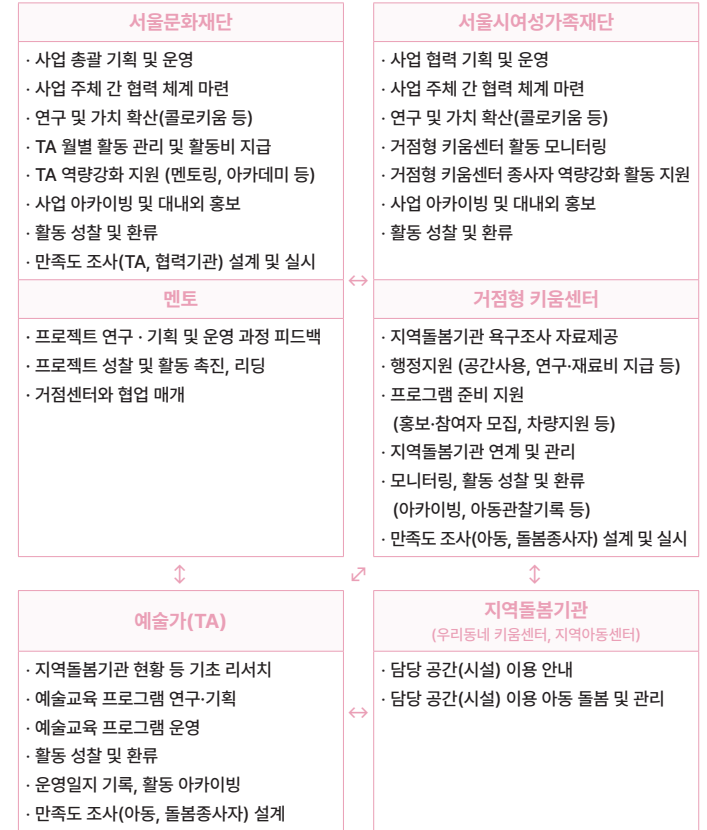 서울문화재단
· 사업 총괄 기획 및 운영
· 사업 주체 간 협력 체계 마련
· 연구 및 가치 확산(콜로키움 등)
· TA 월별 활동 관리 및 활동비 지급
· TA 역량강화 지원 (멘토링, 아카데미 등)
· 사업 아카이빙 및 대내외 홍보
· 활동 성찰 및 환류
· 만족도 조사(TA, 협력기관) 설계 및 실시
멘토
· 프로젝트 연구 · 기획 및 운영 과정 피드백
· 프로젝트 성찰 및 활동 촉진, 리딩
· 거점센터와 협업 매개
서울시여성가족재단
· 사업 협력 기획 및 운영
· 사업 주체 간 협력 체계 마련
· 연구 및 가치 확산(콜로키움 등)
· 거점형 키움센터 활동 모니터링
· 거점형 키움센터 종사자 역량강화 활동 지원
· 사업 아카이빙 및 대내외 홍보
· 활동 성찰 및 환류
거점형 키움센터
· 지역돌봄기관 욕구조사 자료제공
· 행정지원 (공간사용, 연구·재료비 지급 등)
· 프로그램 준비 지원
(홍보·참여자 모집, 차량지원 등)
· 지역돌봄기관 연계 및 관리
· 모니터링, 활동 성찰 및 환류
(아카이빙, 아동관찰기록 등)
· 만족도 조사(아동, 돌봄종사자) 설계 및 실시
예술가(TA)
· 지역돌봄기관 현황 등 기초 리서치
· 예술교육 프로그램 연구·기획
· 예술교육 프로그램 운영
· 활동 성찰 및 환류
· 운영일지 기록, 활동 아카이빙
· 만족도 조사(아동, 돌봄종사자) 설계
지역돌봄기관
(우리동네 키움센터, 지역아동센터)
· 담당 공간(시설) 이용 안내
· 담당 공간(시설) 이용 아동 돌봄 및 관리